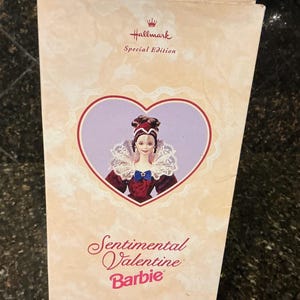 Hallmark
Special Edition
Sentimental
Valentine
Barbie